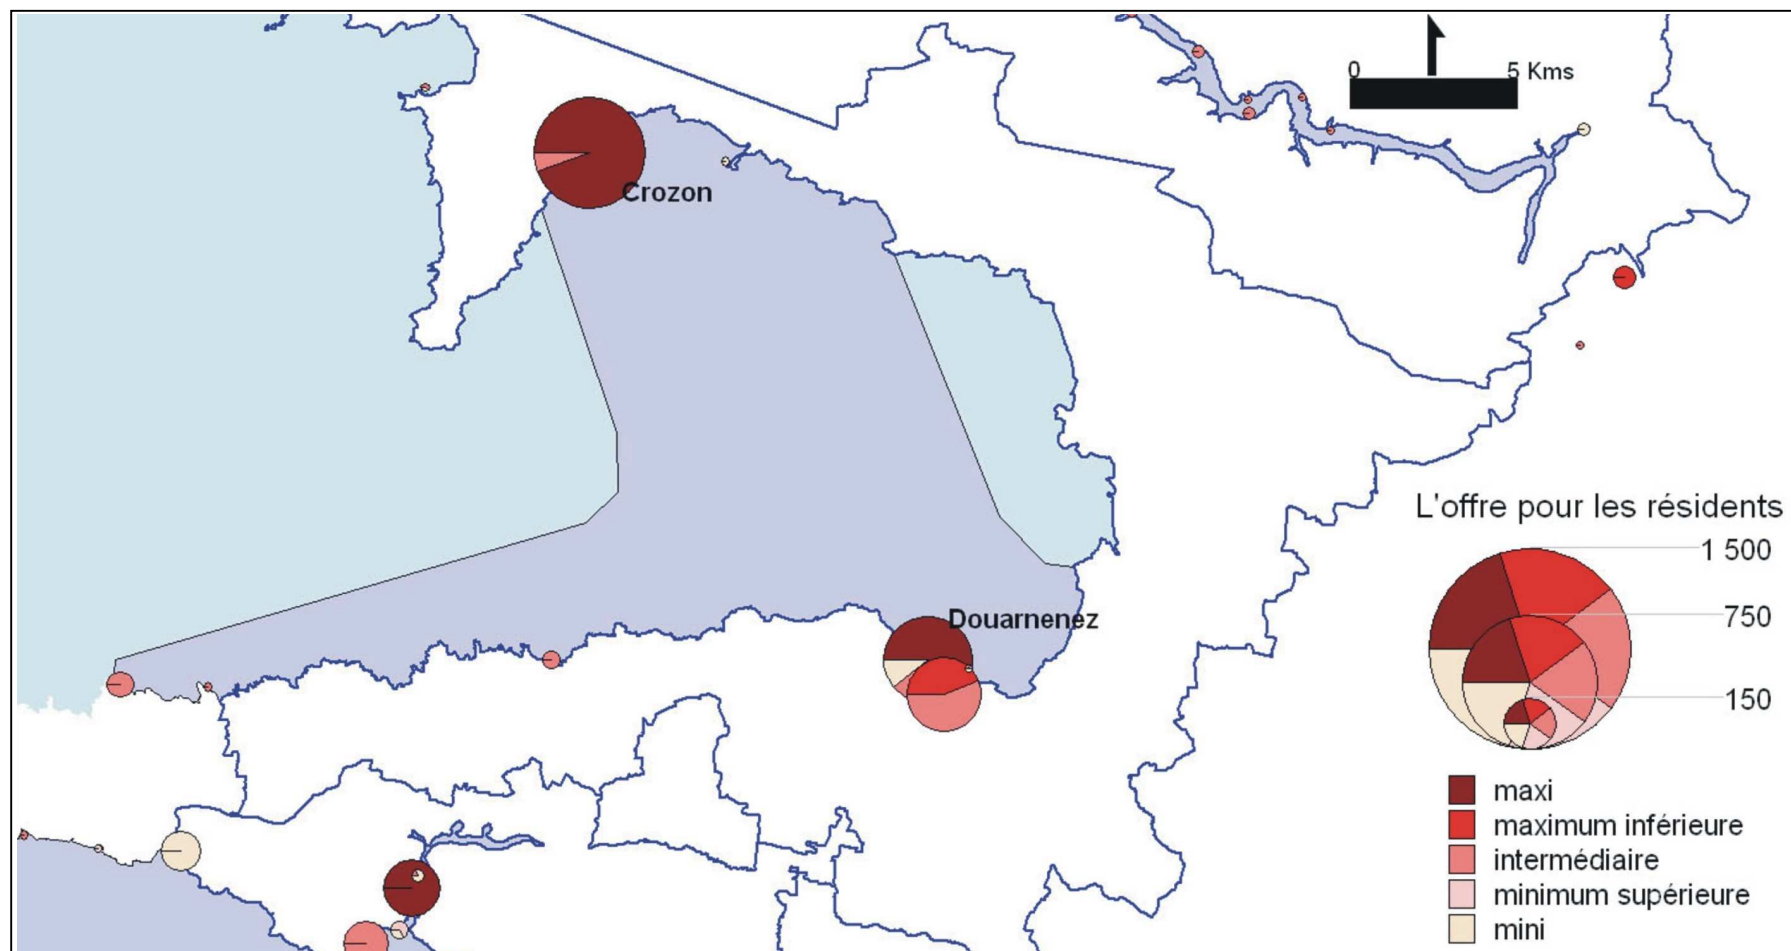 0
5 Kms
Crozon
L'offre pour les résidents
1 500
750
Douarnenez
150
maxi
maximum inférieure
intermédiaire
minimum supérieure
mini